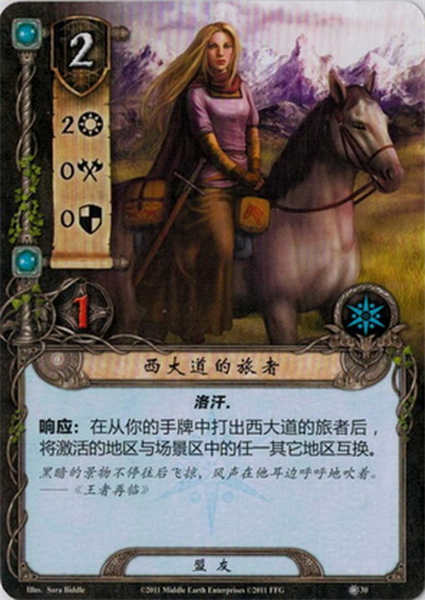 2
2
0
0
1
西大道的旅者
洛汗.
响应：在从你的手牌中打出西大道的旅者后，
将激活的地区与场景区中的任一其它地区互换。
黑暗的景物不停往后飞掠，风声在他耳边呼呼地吹着。
——《王者再临》
盟友
Illus. Sara Biddle ©2011 Middle Earth Enterprises ©2011 FFG 30